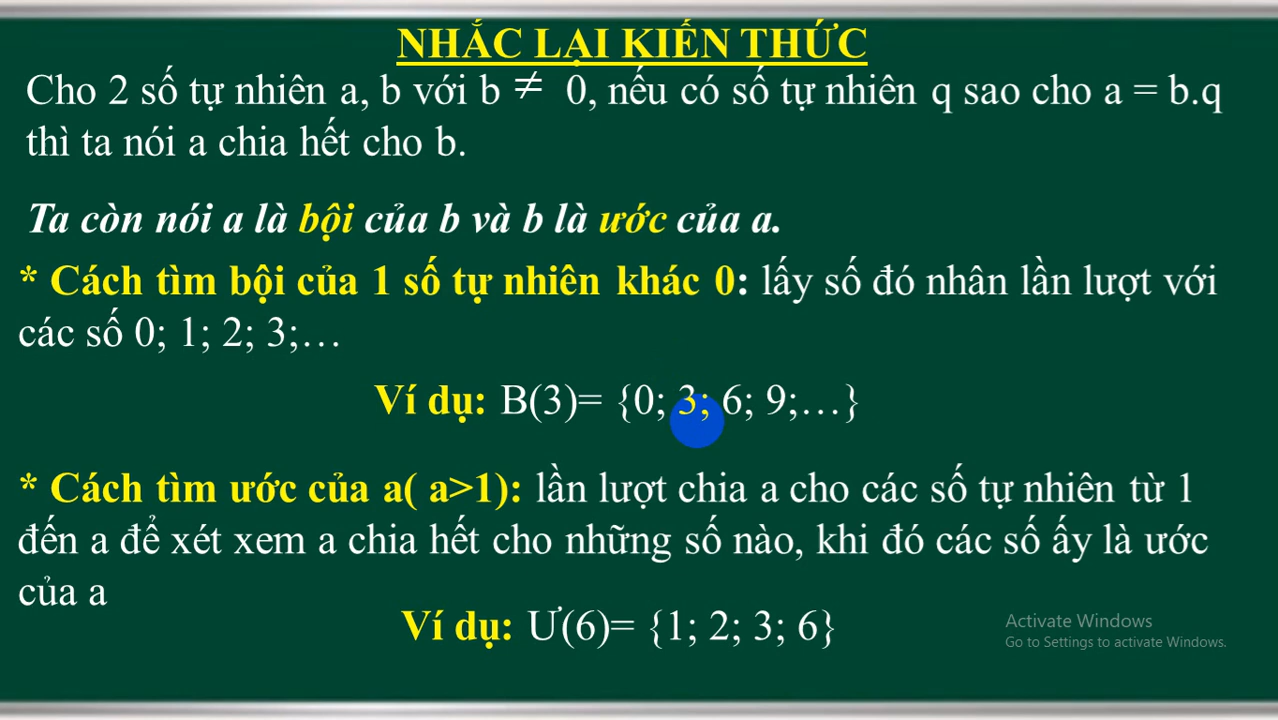 NHẮC LẠI KIẾN THỨC
Cho 2 số tự nhiên a, b với b ≠ 0, nếu có số tự nhiên q sao cho a = b.q
thì ta nói a chia hết cho b.
Ta còn nói a là bội của b và b là ước của a.
* Cách tìm bội của 1 số tự nhiên khác 0: lấy số đó nhân lần lượt với
các số 0; 1; 2; 3;…
Ví dụ: B(3)= {0; 3; 6; 9;…}
* Cách tìm ước của a( a>1): lần lượt chia a cho các số tự nhiên từ 1
đến a để xét xem a chia hết cho những số nào, khi đó các số ấy là ước
của a
Ví dụ: Ư(6)= {1; 2; 3; 6}
Activate Windows
Go to Settings to activate Windows.